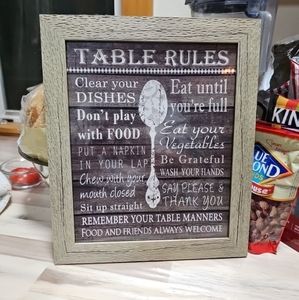 TABLE RULES
Clear your
DISHES
Eat until
you're full
Don't play
with FOOD
Eat your
Vegetables
PUT A NAPKIN
IN YOUR LAP
Be Grateful
WASH YOUR HANDS
Chew with your
mouth closed
SAY PLEASE &
THANK YOU
Sit up straight
REMEMBER YOUR TABLE MANNERS
FOOD AND FRIENDS ALWAYS WELCOME
KIN
BLUE